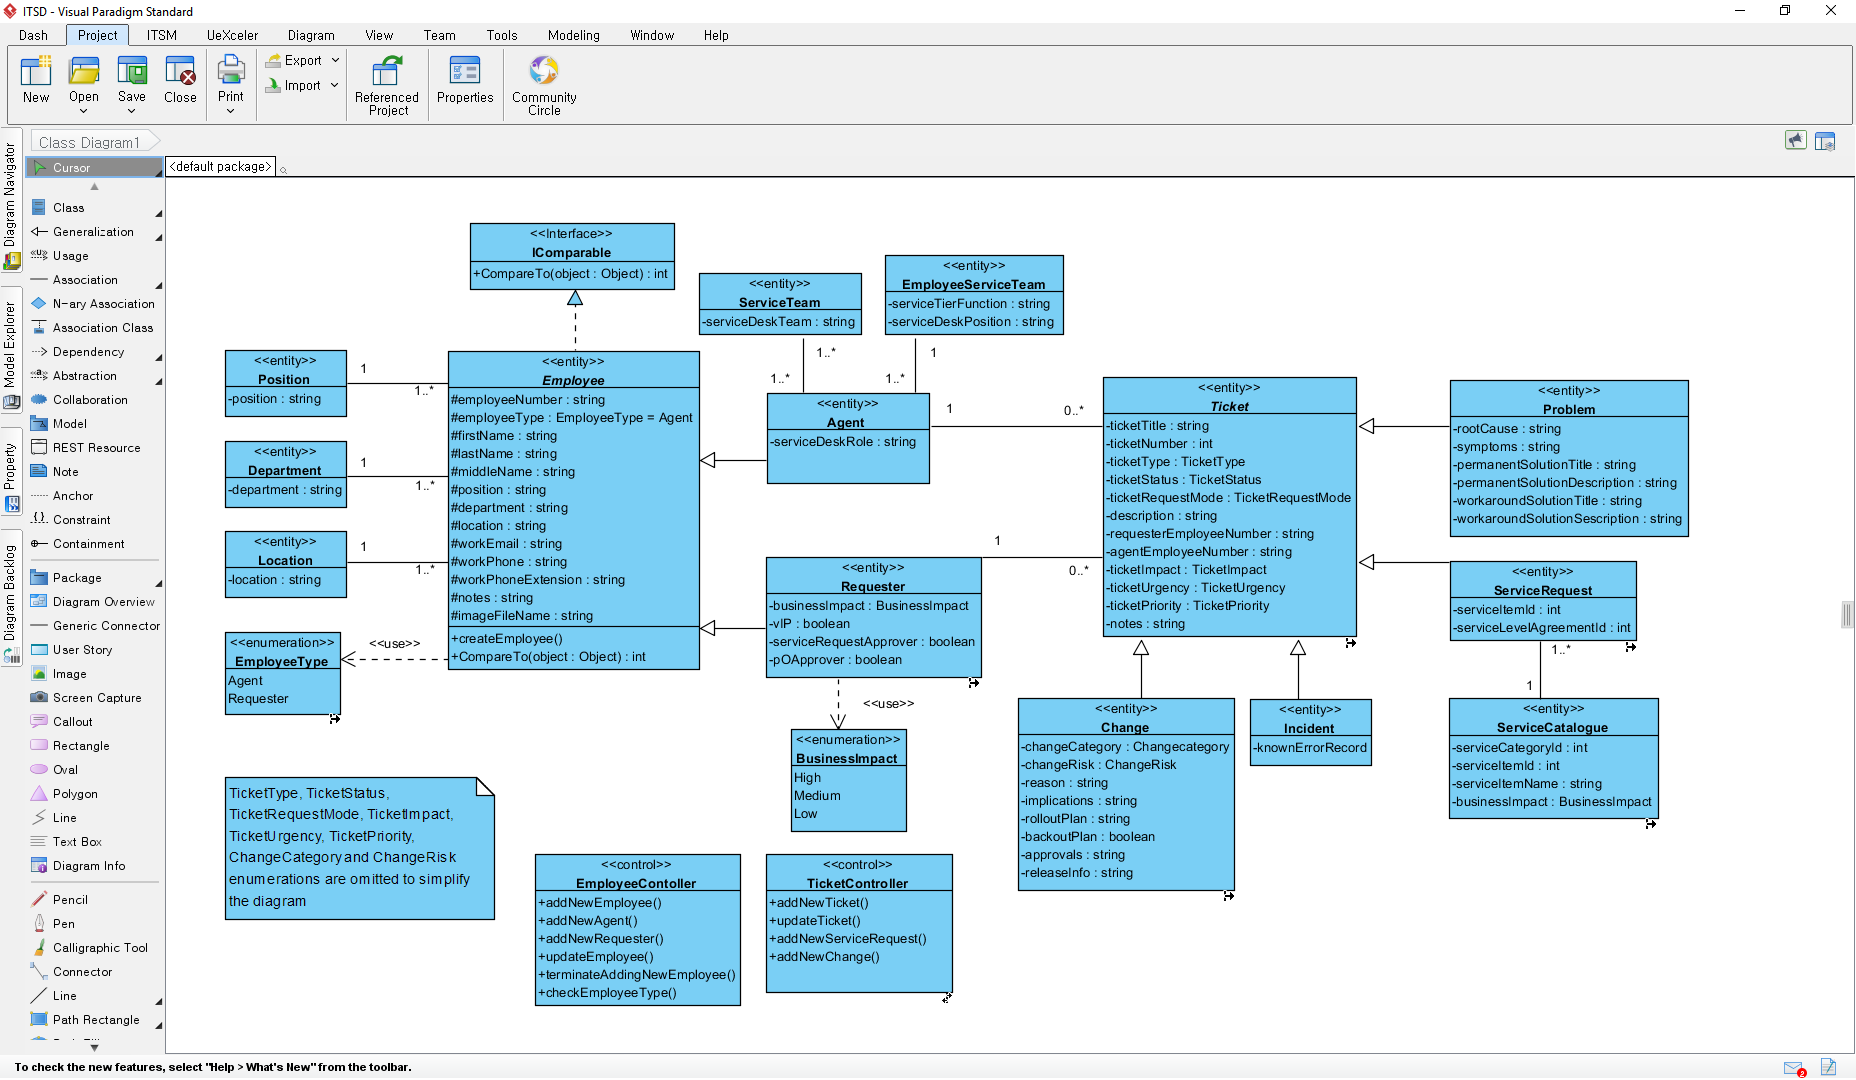 ITSD - Visual Paradigm Standard
Dash Project ITSM UeXceler Diagram View Team Tools Modeling Window Help
New Open Save Close Print Export Import Referenced Project Properties Community Circle
Class Diagram1
<default package>
Diagram Navigator
Model Explorer
Property
Diagram Backlog
Cursor
Class
Generalization
Usage
Association
N-ary Association
Association Class
Dependency
Abstraction
Collaboration
Model
REST Resource
Note
Anchor
Constraint
Containment
Package
Diagram Overview
Generic Connector
User Story
Image
Screen Capture
Callout
Rectangle
Oval
Polygon
Line
Text Box
Diagram Info
Pencil
Pen
Calligraphic Tool
Connector
Line
Path Rectangle
<<Interface>>
IComparable
+CompareTo(object : Object) : int
<<entity>>
ServiceTeam
-serviceDeskTeam : string
<<entity>>
EmployeeServiceTeam
-serviceTierFunction : string
-serviceDeskPosition : string
1..*
1
1..*
1..*
<<entity>>
Position
-position : string
1
1..*
<<entity>>
Department
-department : string
1
1..*
<<entity>>
Location
-location : string
1
1..*
<<enumeration>>
EmployeeType
Agent
Requester
<<use>>
<<entity>>
Employee
#employeeNumber : string
#employeeType : EmployeeType = Agent
#firstName : string
#lastName : string
#middleName : string
#position : string
#department : string
#location : string
#workEmail : string
#workPhone : string
#workPhoneExtension : string
#notes : string
#imageFileName : string
+createEmployee()
+CompareTo(object : Object) : int
<<entity>>
Agent
-serviceDeskRole : string
1
0..*
<<entity>>
Requester
-businessImpact : BusinessImpact
-vIP : boolean
-serviceRequestApprover : boolean
-pOApprover : boolean
1
0..*
<<use>>
<<enumeration>>
BusinessImpact
High
Medium
Low
<<entity>>
Ticket
-ticketTitle : string
-ticketNumber : int
-ticketType : TicketType
-ticketStatus : TicketStatus
-ticketRequestMode : TicketRequestMode
-description : string
-requesterEmployeeNumber : string
-agentEmployeeNumber : string
-ticketImpact : TicketImpact
-ticketUrgency : TicketUrgency
-ticketPriority : TicketPriority
-notes : string
<<entity>>
Problem
-rootCause : string
-symptoms : string
-permanentSolutionTitle : string
-permanentSolutionDescription : string
-workaroundSolutionTitle : string
-workaroundSolutionSescription : string
<<entity>>
ServiceRequest
-serviceItemId : int
-serviceLevelAgreementId : int
1..*
1
<<entity>>
ServiceCatalogue
-serviceCategoryId : int
-serviceItemId : int
-serviceItemName : string
-businessImpact : BusinessImpact
<<entity>>
Change
-changeCategory : Changecategory
-changeRisk : ChangeRisk
-reason : string
-implications : string
-rolloutPlan : string
-backoutPlan : boolean
-approvals : string
-releaseInfo : string
<<entity>>
Incident
-knownErrorRecord
TicketType, TicketStatus,
TicketRequestMode, TicketImpact,
TicketUrgency, TicketPriority,
ChangeCategory and ChangeRisk
enumerations are omitted to simplify
the diagram
<<control>>
EmployeeContoller
+addNewEmployee()
+addNewAgent()
+addNewRequester()
+updateEmployee()
+terminateAddingNewEmployee()
+checkEmployeeType()
<<control>>
TicketController
+addNewTicket()
+updateTicket()
+addNewServiceRequest()
+addNewChange()
To check the new features, select "Help > What's New" from the toolbar.
2